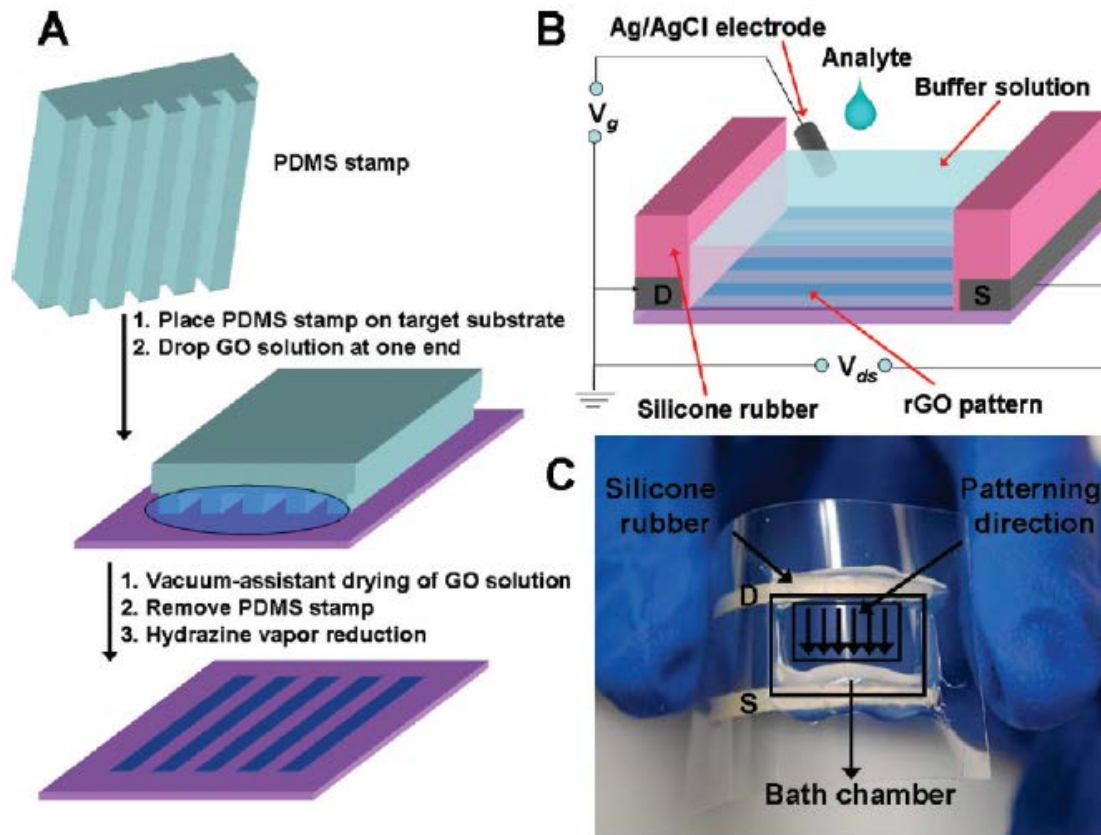 A
PDMS stamp
1. Place PDMS stamp on target substrate
2. Drop GO solution at one end
1. Vacuum-assistant drying of GO solution
2. Remove PDMS stamp
3. Hydrazine vapor reduction
B
Ag/AgCl electrode
Analyte
Buffer solution
Vg
D
S
Vds
Silicone rubber
rGO pattern
C
Silicone
rubber
Patterning
direction
D
S
Bath chamber